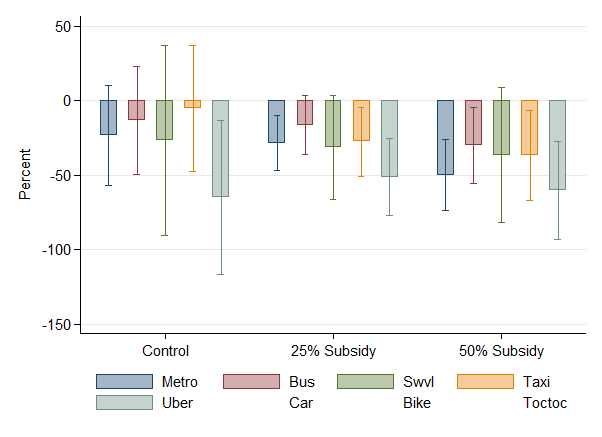 50
0
-50
-100
-150
Percent
Control 25% Subsidy 50% Subsidy
Metro Bus Swvl Taxi
Uber Car Bike Toctoc